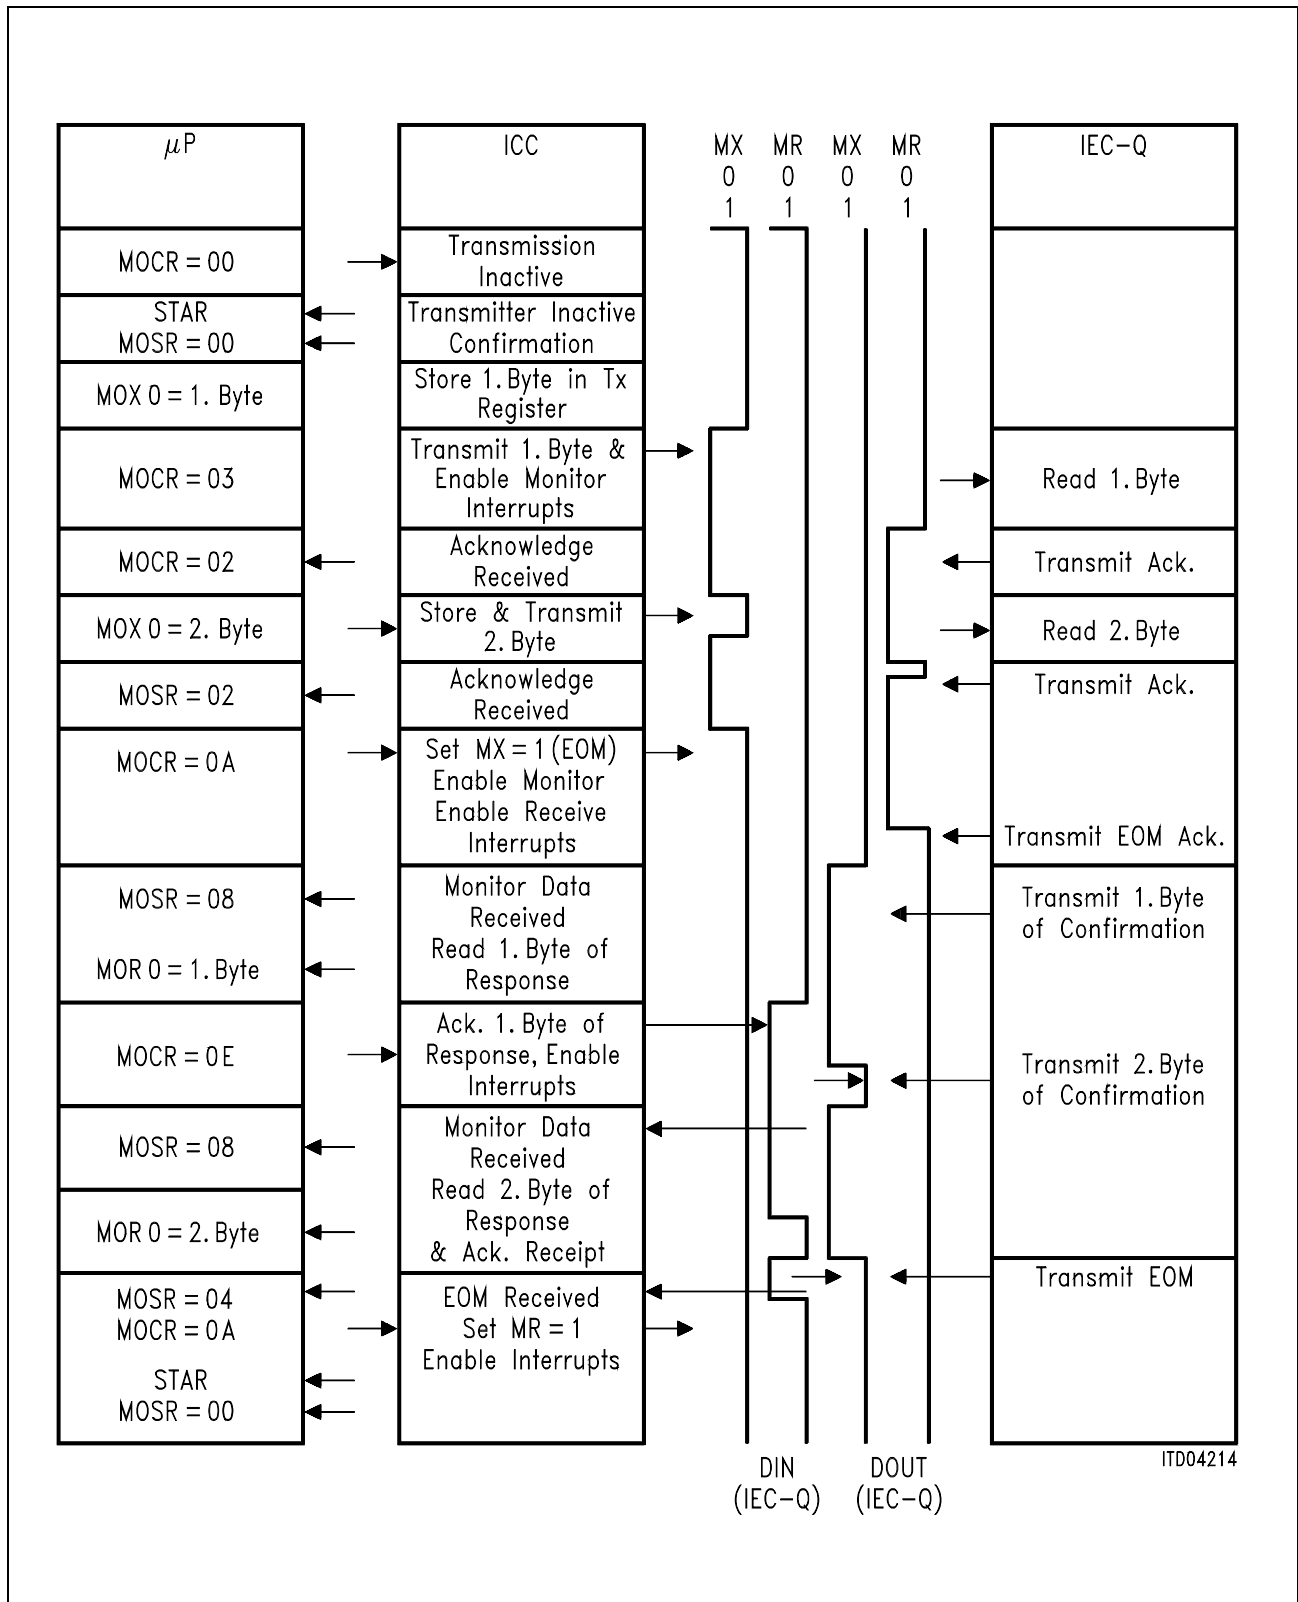 μP
MOCR = 00
STAR
MOSR = 00
MOX 0 = 1. Byte
MOCR = 03
MOCR = 02
MOX 0 = 2. Byte
MOSR = 02
MOCR = 0A
MOSR = 08
MOR 0 = 1. Byte
MOCR = 0E
MOSR = 08
MOR 0 = 2. Byte
MOSR = 04
MOCR = 0A
STAR
MOSR = 00
ICC
Transmission
Inactive
Transmitter Inactive
Confirmation
Store 1. Byte in Tx
Register
Transmit 1. Byte &
Enable Monitor
Interrupts
Acknowledge
Received
Store & Transmit
2. Byte
Acknowledge
Received
Set MX = 1 (EOM)
Enable Monitor
Enable Receive
Interrupts
Monitor Data
Received
Read 1. Byte of
Response
Ack. 1. Byte of
Response, Enable
Interrupts
Monitor Data
Received
Read 2. Byte of
Response
& Ack. Receipt
EOM Received
Set MR = 1
Enable Interrupts
MX MR MX MR
0 0 0 0
1 1 1 1
DIN DOUT
(IEC-Q) (IEC-Q)
IEC-Q
Read 1. Byte
Transmit Ack.
Read 2. Byte
Transmit Ack.
Transmit EOM Ack.
Transmit 1. Byte
of Confirmation
Transmit 2. Byte
of Confirmation
Transmit EOM
ITD04214